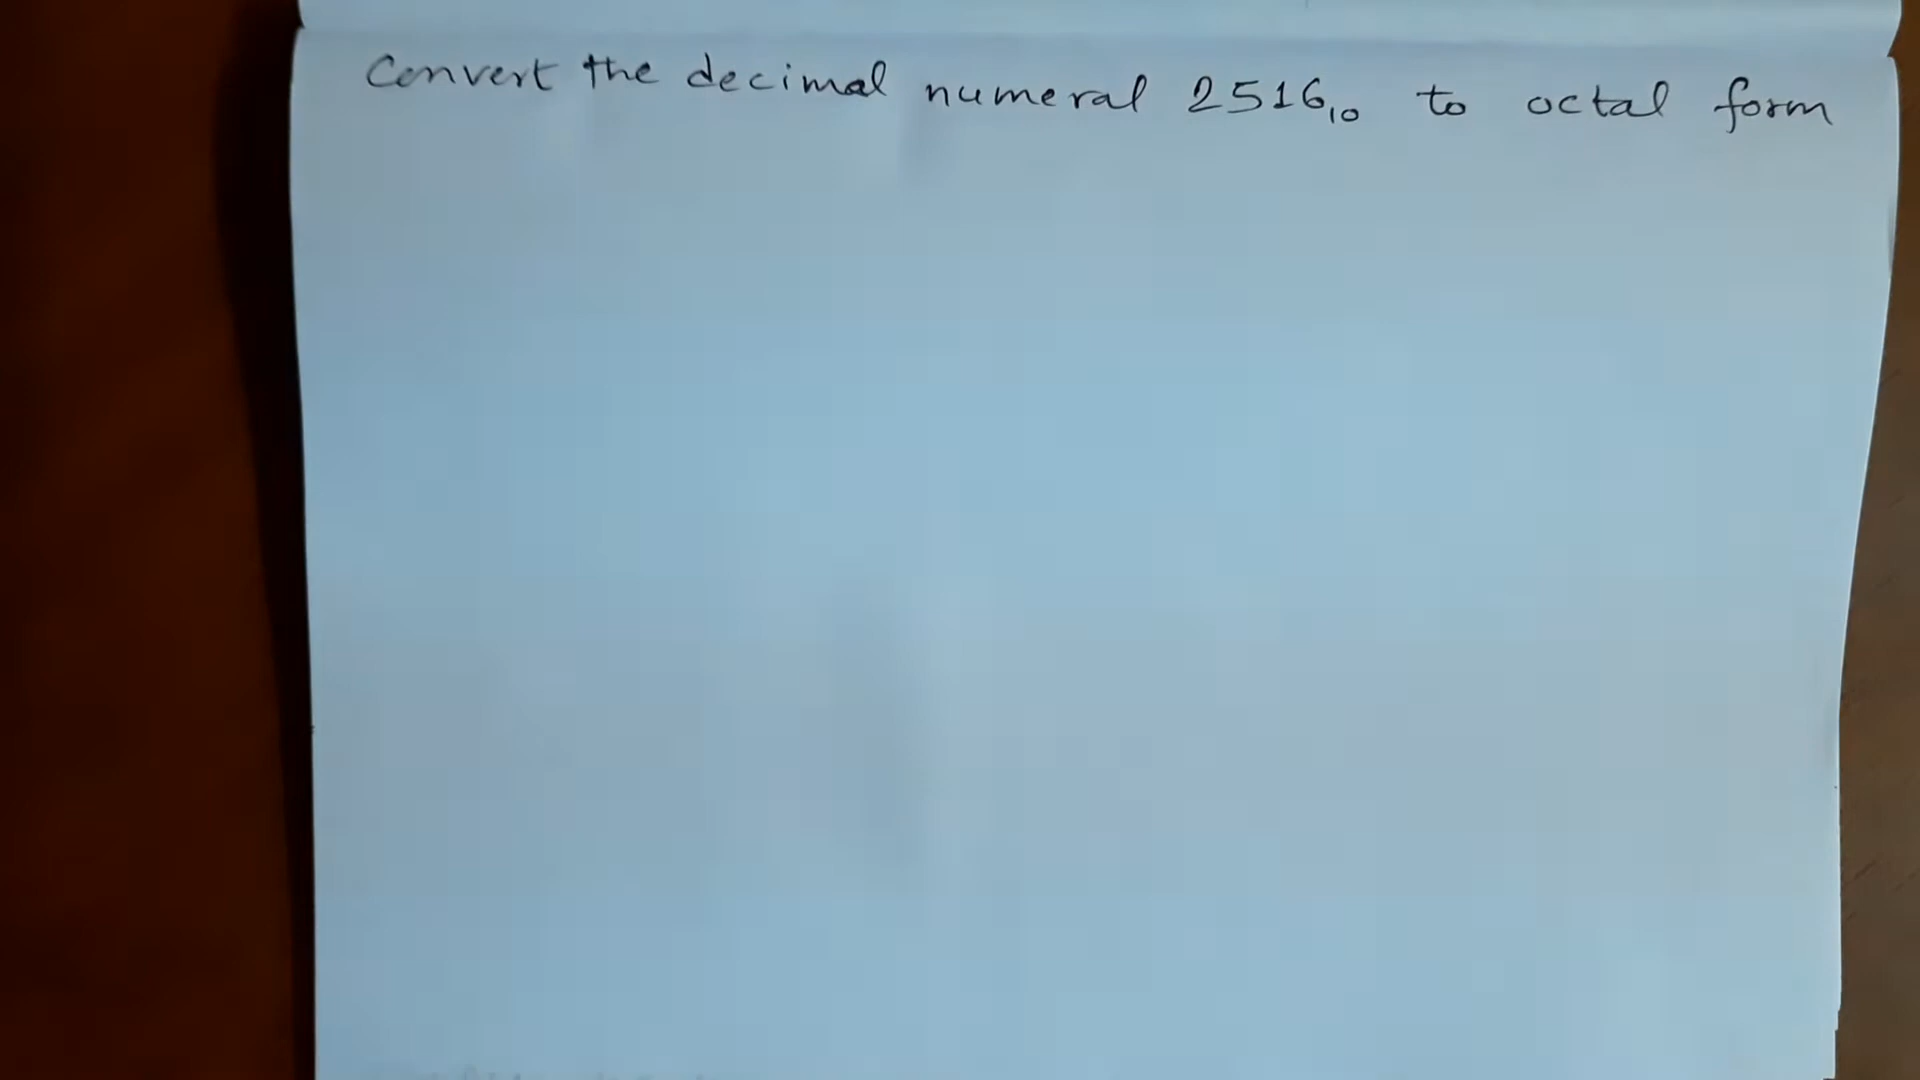 Convert the decimal numeral 2516₁₀ to octal form